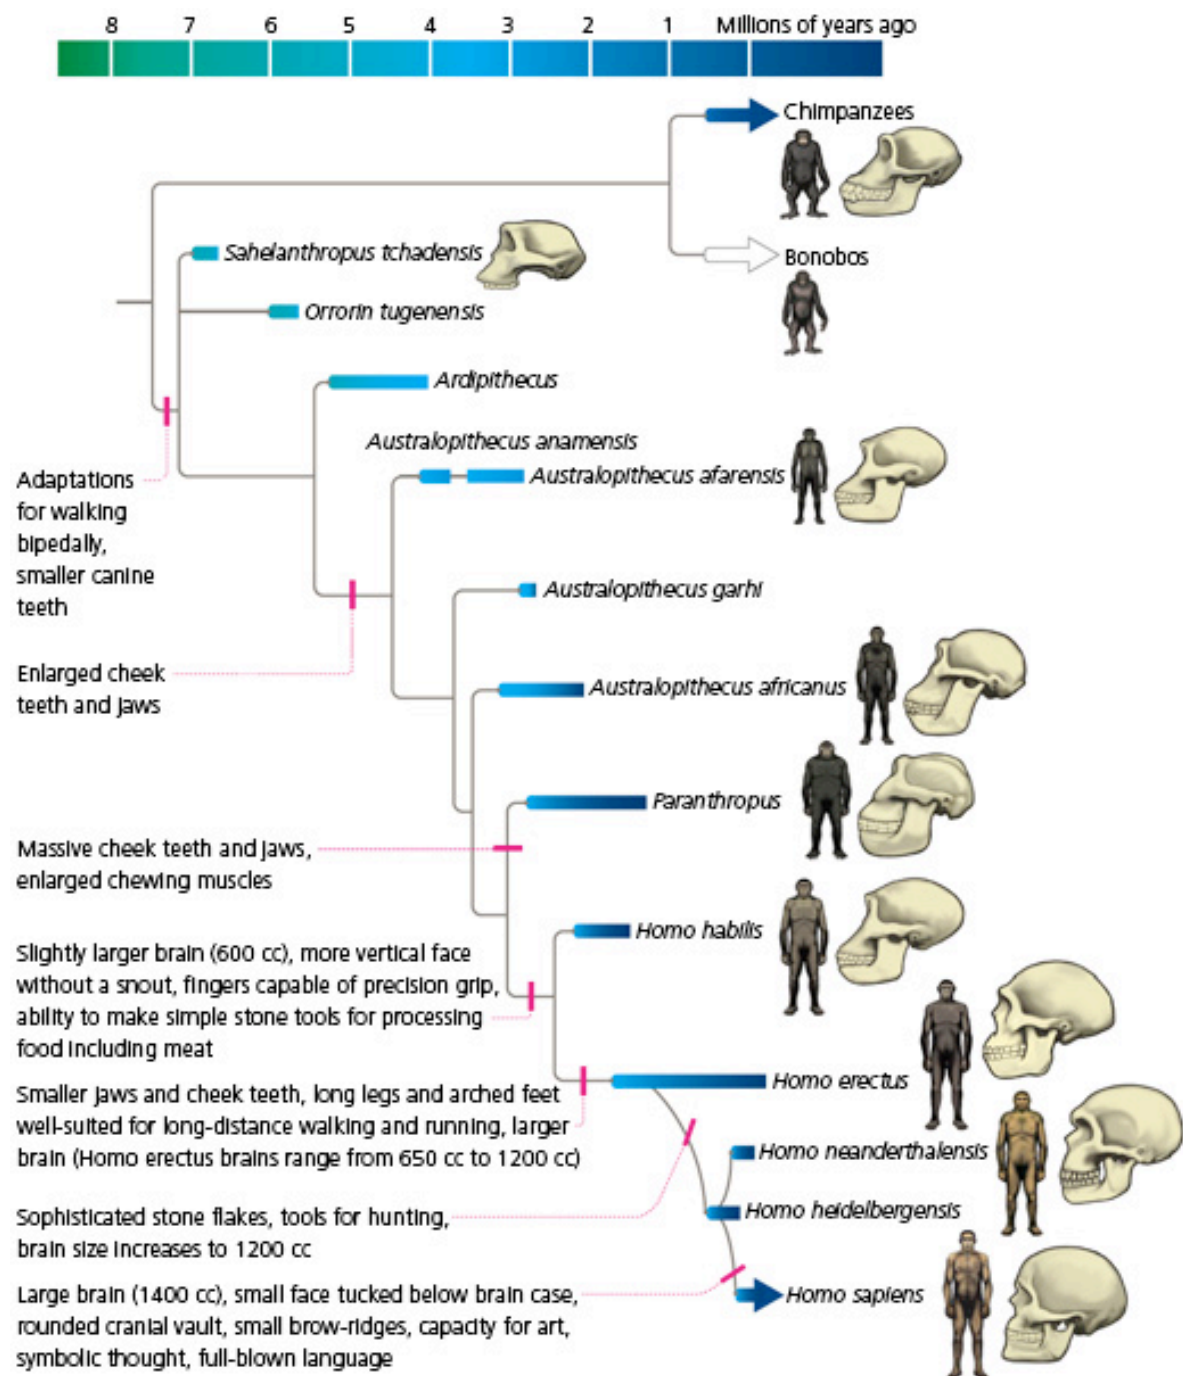 8 7 6 5 4 3 2 1 Millions of years ago
Chimpanzees
Sahelanthropus tchadensis
Bonobos
Orrorin tugenensis
Ardipithecus
Australopithecus anamensis
Australopithecus afarensis
Adaptations
for walking
bipedally,
smaller canine
teeth
Australopithecus garhi
Enlarged cheek
teeth and jaws
Australopithecus africanus
Paranthropus
Massive cheek teeth and jaws,
enlarged chewing muscles
Homo habilis
Slightly larger brain (600 cc), more vertical face
without a snout, fingers capable of precision grip,
ability to make simple stone tools for processing
food including meat
Homo erectus
Smaller jaws and cheek teeth, long legs and arched feet
well-suited for long-distance walking and running, larger
brain (Homo erectus brains range from 650 cc to 1200 cc)
Homo neanderthalensis
Homo heidelbergensis
Sophisticated stone flakes, tools for hunting,
brain size increases to 1200 cc
Homo sapiens
Large brain (1400 cc), small face tucked below brain case,
rounded cranial vault, small brow-ridges, capacity for art,
symbolic thought, full-blown language